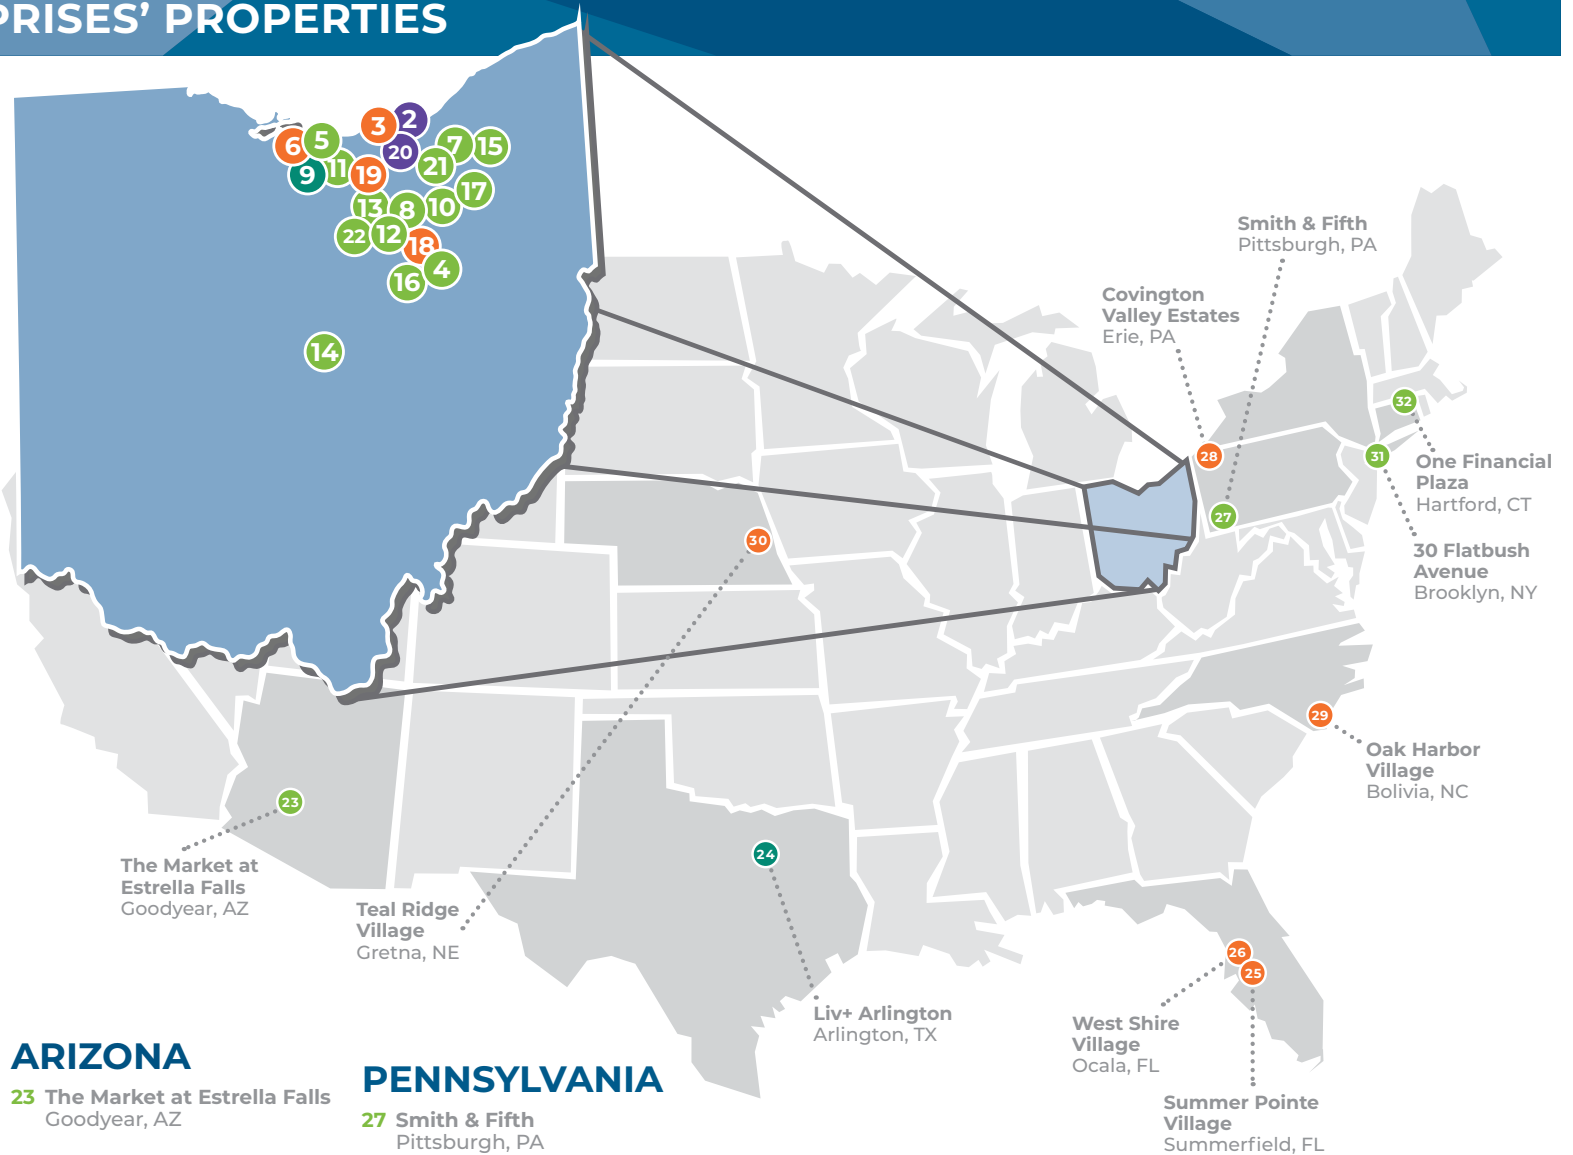 PRISES’ PROPERTIES
2
3
5
6
7
15
20
21
9
11
19
17
13
8
10
22
12
18
4
16
14
Smith & Fifth
Pittsburgh, PA
Covington
Valley Estates
Erie, PA
32
28
31
One Financial
Plaza
Hartford, CT
27
30
30 Flatbush
Avenue
Brooklyn, NY
29
Oak Harbor
Village
Bolivia, NC
23
24
The Market at
Estrella Falls
Goodyear, AZ
Teal Ridge
Village
Gretna, NE
26
25
Liv+ Arlington
Arlington, TX
West Shire
Village
Ocala, FL
Summer Pointe
Village
Summerfield, FL
ARIZONA
23 The Market at Estrella Falls
Goodyear, AZ
PENNSYLVANIA
27 Smith & Fifth
Pittsburgh, PA